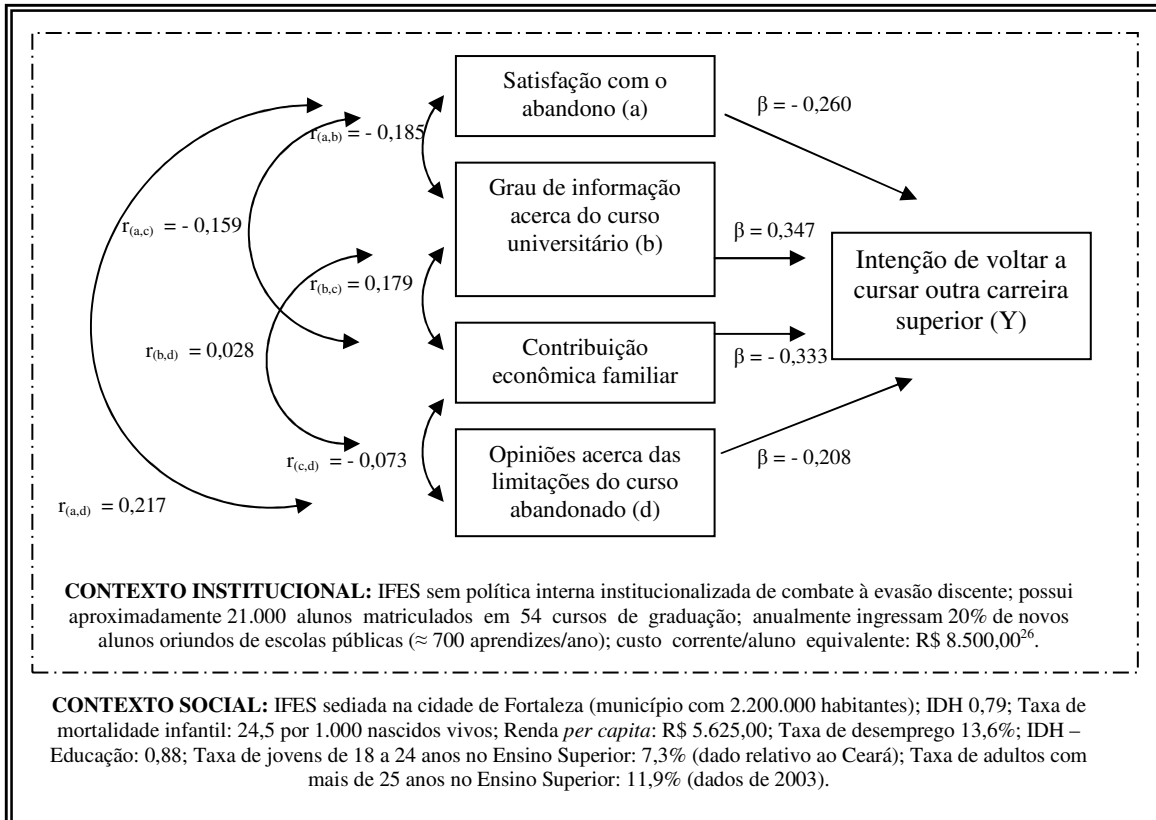 Satisfação com o
abandono (a)
β = - 0,260
r(a,b) = - 0,185
Grau de informação
acerca do curso
universitário (b)
β = 0,347
r(a,c) = - 0,159
r(b,c) = 0,179
Intenção de voltar a
cursar outra carreira
superior (Y)
r(b,d) = 0,028
Contribuição
econômica familiar
β = - 0,333
r(c,d) = - 0,073
Opiniões acerca das
limitações do curso
abandonado (d)
β = - 0,208
r(a,d) = 0,217
CONTEXTO INSTITUCIONAL: IFES sem política interna institucionalizada de combate à evasão discente; possui
aproximadamente 21.000 alunos matriculados em 54 cursos de graduação; anualmente ingressam 20% de novos
alunos oriundos de escolas públicas (≈ 700 aprendizes/ano); custo corrente/aluno equivalente: R$ 8.500,00²⁶.
CONTEXTO SOCIAL: IFES sediada na cidade de Fortaleza (município com 2.200.000 habitantes); IDH 0,79; Taxa de
mortalidade infantil: 24,5 por 1.000 nascidos vivos; Renda per capita: R$ 5.625,00; Taxa de desemprego 13,6%; IDH –
Educação: 0,88; Taxa de jovens de 18 a 24 anos no Ensino Superior: 7,3% (dado relativo ao Ceará); Taxa de adultos com
mais de 25 anos no Ensino Superior: 11,9% (dados de 2003).